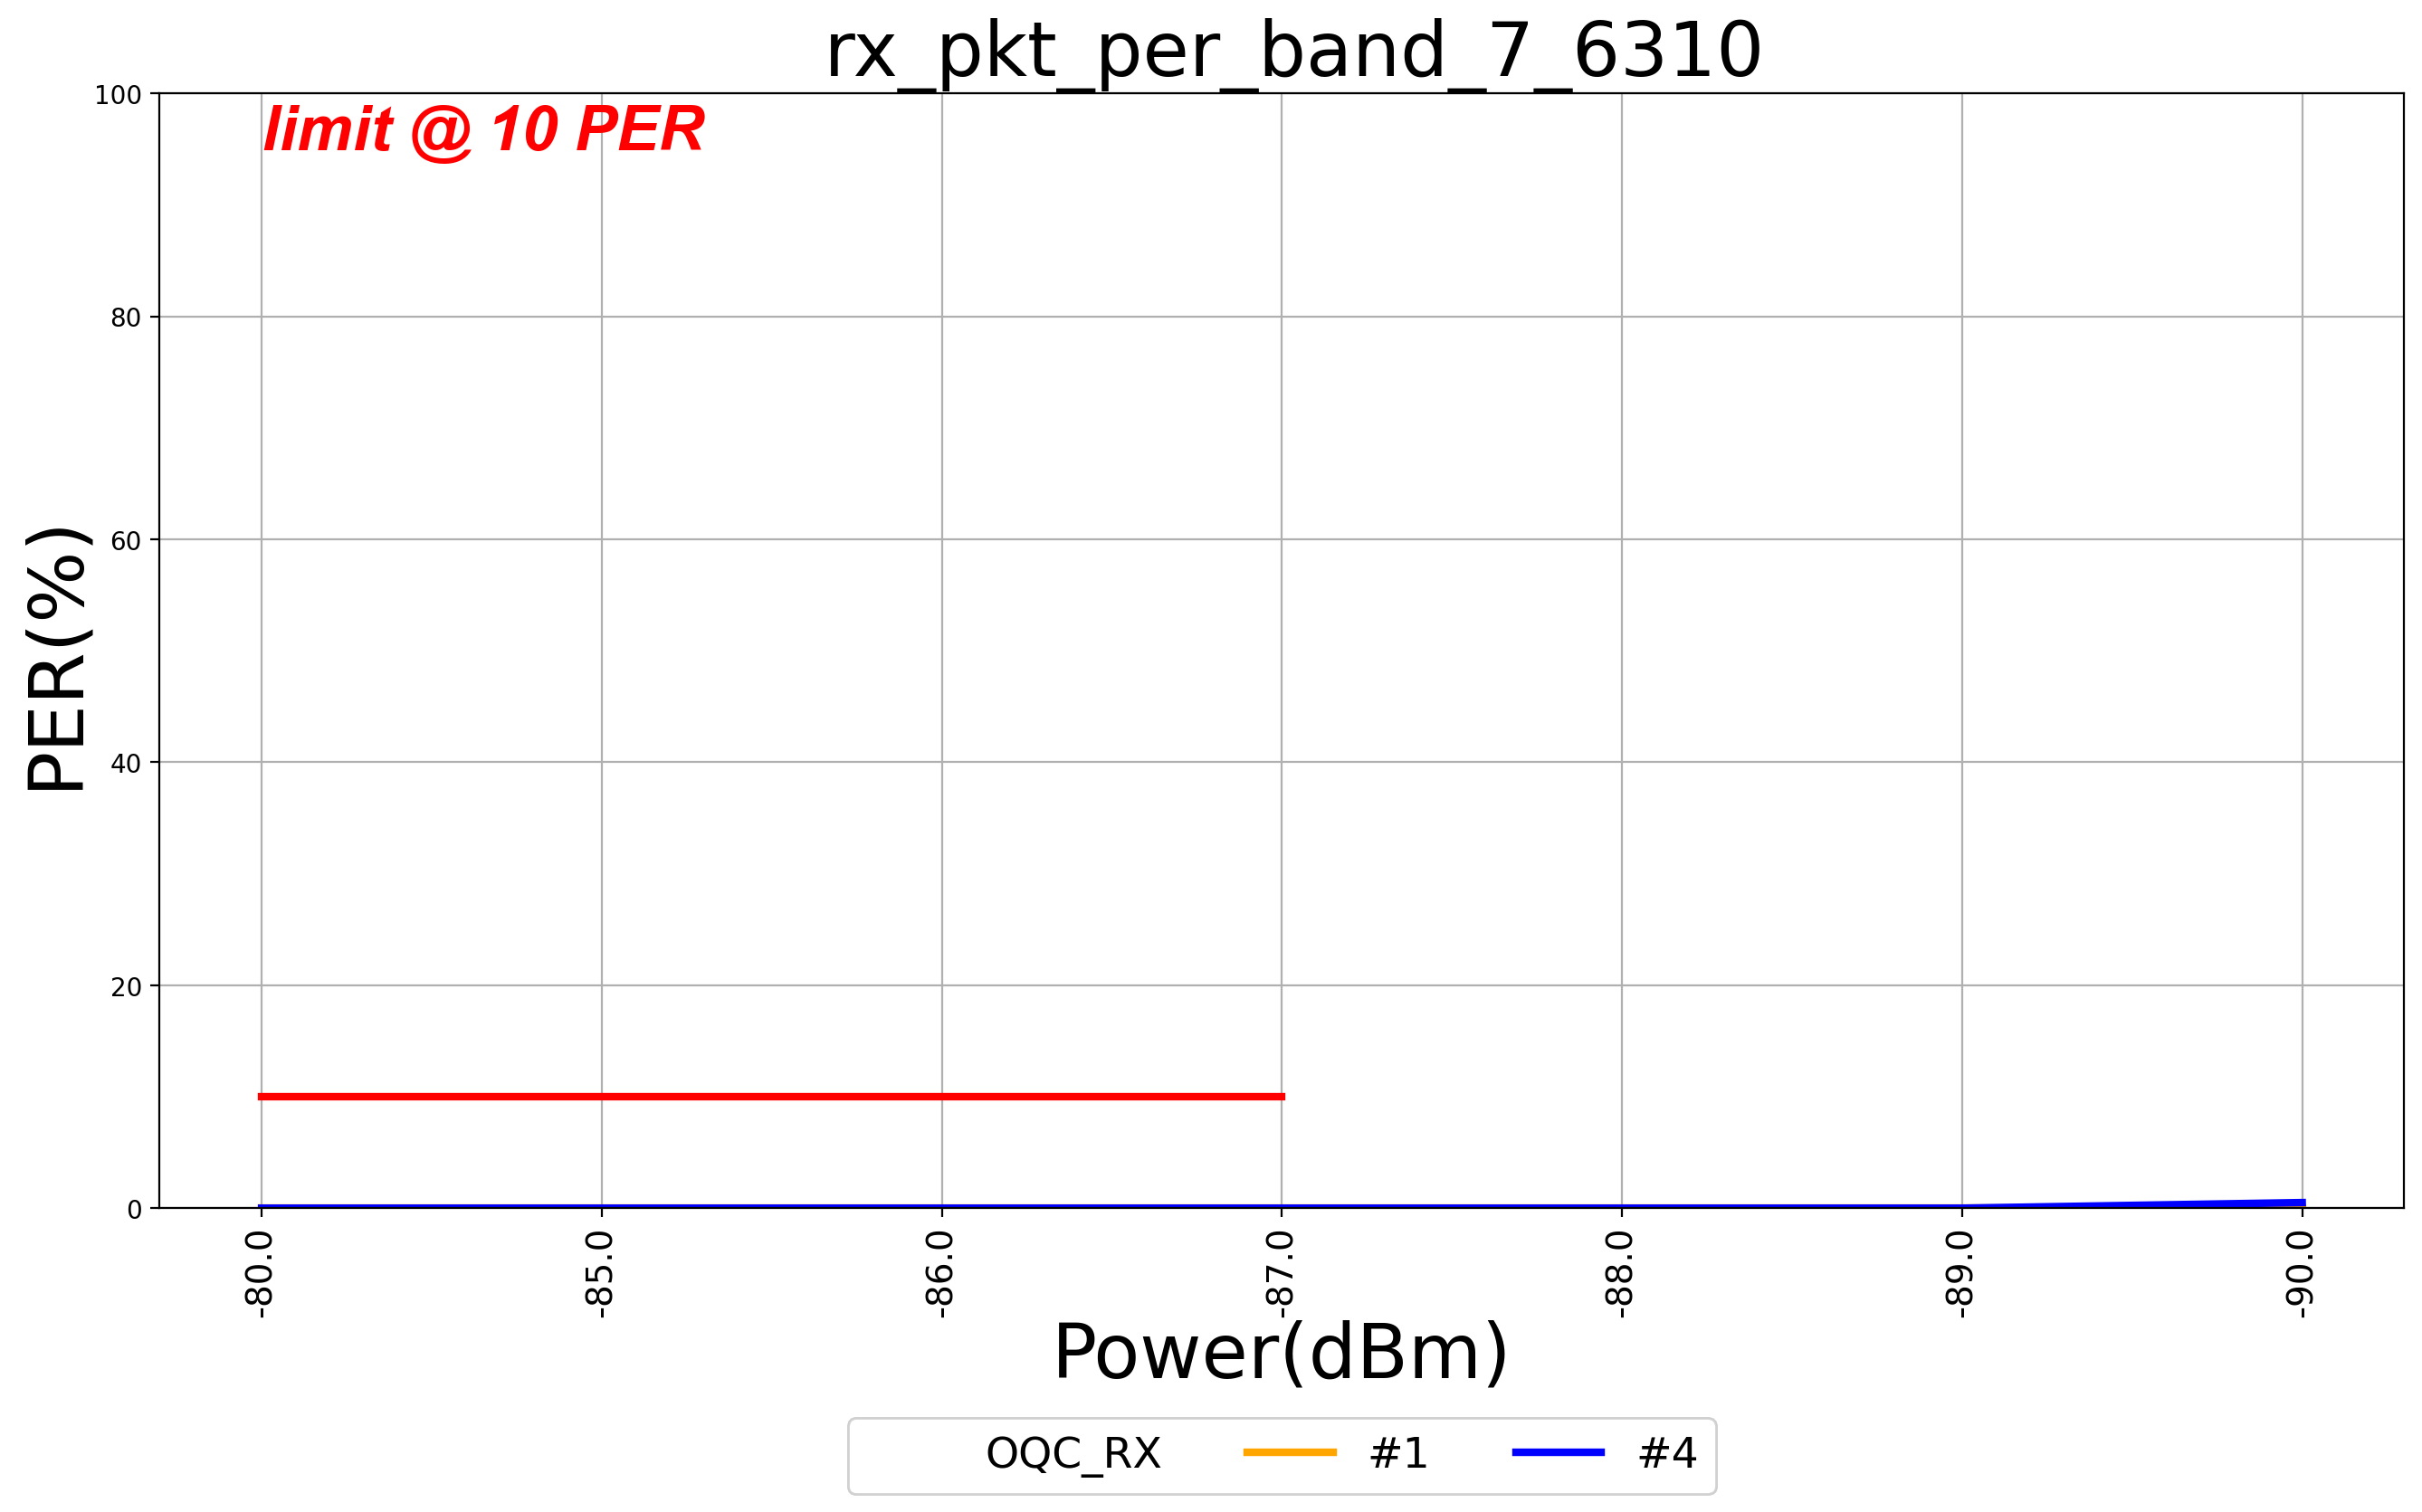 rx_pkt_per_band_7_6310
limit @ 10 PER
100
80
60
40
20
0
PER(%)
-80.0 -85.0 -86.0 -87.0 -88.0 -89.0 -90.0
Power(dBm)
OQC_RX #1 #4